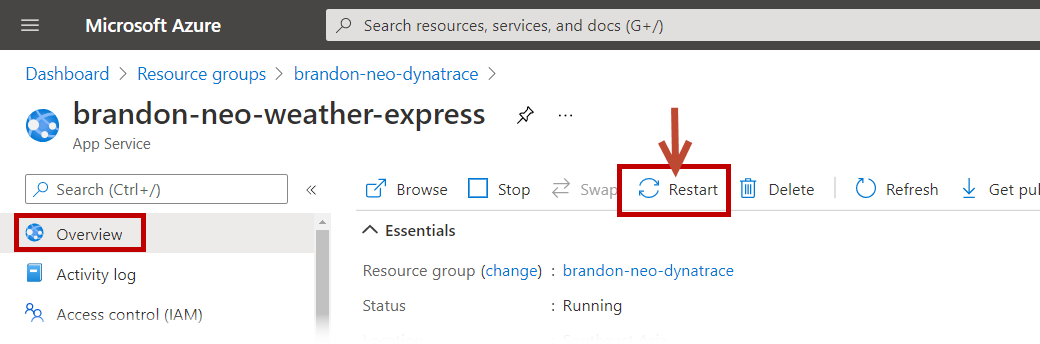 Microsoft Azure
Search resources, services, and docs (G+/)
Dashboard > Resource groups > brandon-neo-dynatrace >
brandon-neo-weather-express ...
App Service
Search (Ctrl+/) «
Overview
Activity log
Access control (IAM)
Browse Stop Swap Restart Delete Refresh Get pul
Essentials
Resource group (change) : brandon-neo-dynatrace
Status : Running